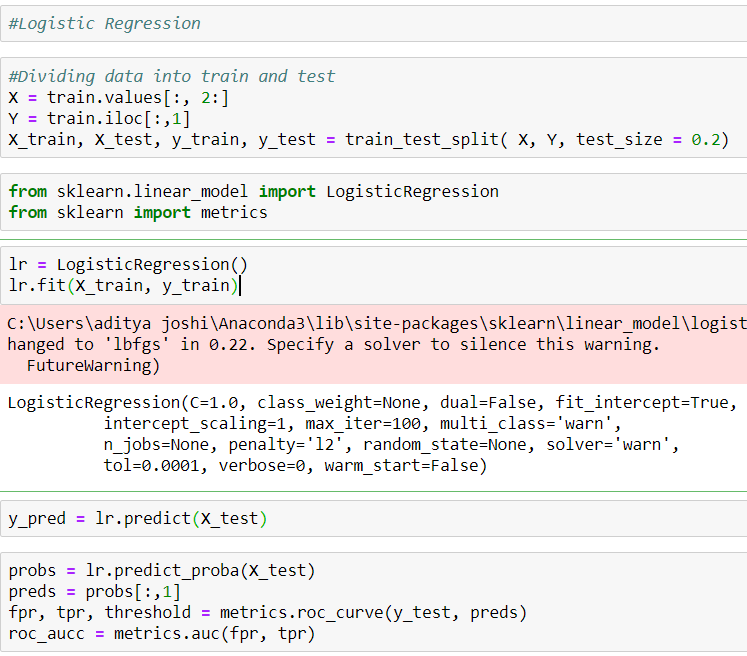 #Logistic Regression
#Dividing data into train and test
X = train.values[:, 2:]
Y = train.iloc[:,1]
X_train, X_test, y_train, y_test = train_test_split( X, Y, test_size = 0.2)
from sklearn.linear_model import LogisticRegression
from sklearn import metrics
lr = LogisticRegression()
lr.fit(X_train, y_train)
C:\Users\aditya joshi\Anaconda3\lib\site-packages\sklearn\linear_model\logist
hanged to 'lbfgs' in 0.22. Specify a solver to silence this warning.
  FutureWarning)
LogisticRegression(C=1.0, class_weight=None, dual=False, fit_intercept=True,
          intercept_scaling=1, max_iter=100, multi_class='warn',
          n_jobs=None, penalty='l2', random_state=None, solver='warn',
          tol=0.0001, verbose=0, warm_start=False)
y_pred = lr.predict(X_test)
probs = lr.predict_proba(X_test)
preds = probs[:,1]
fpr, tpr, threshold = metrics.roc_curve(y_test, preds)
roc_aucc = metrics.auc(fpr, tpr)